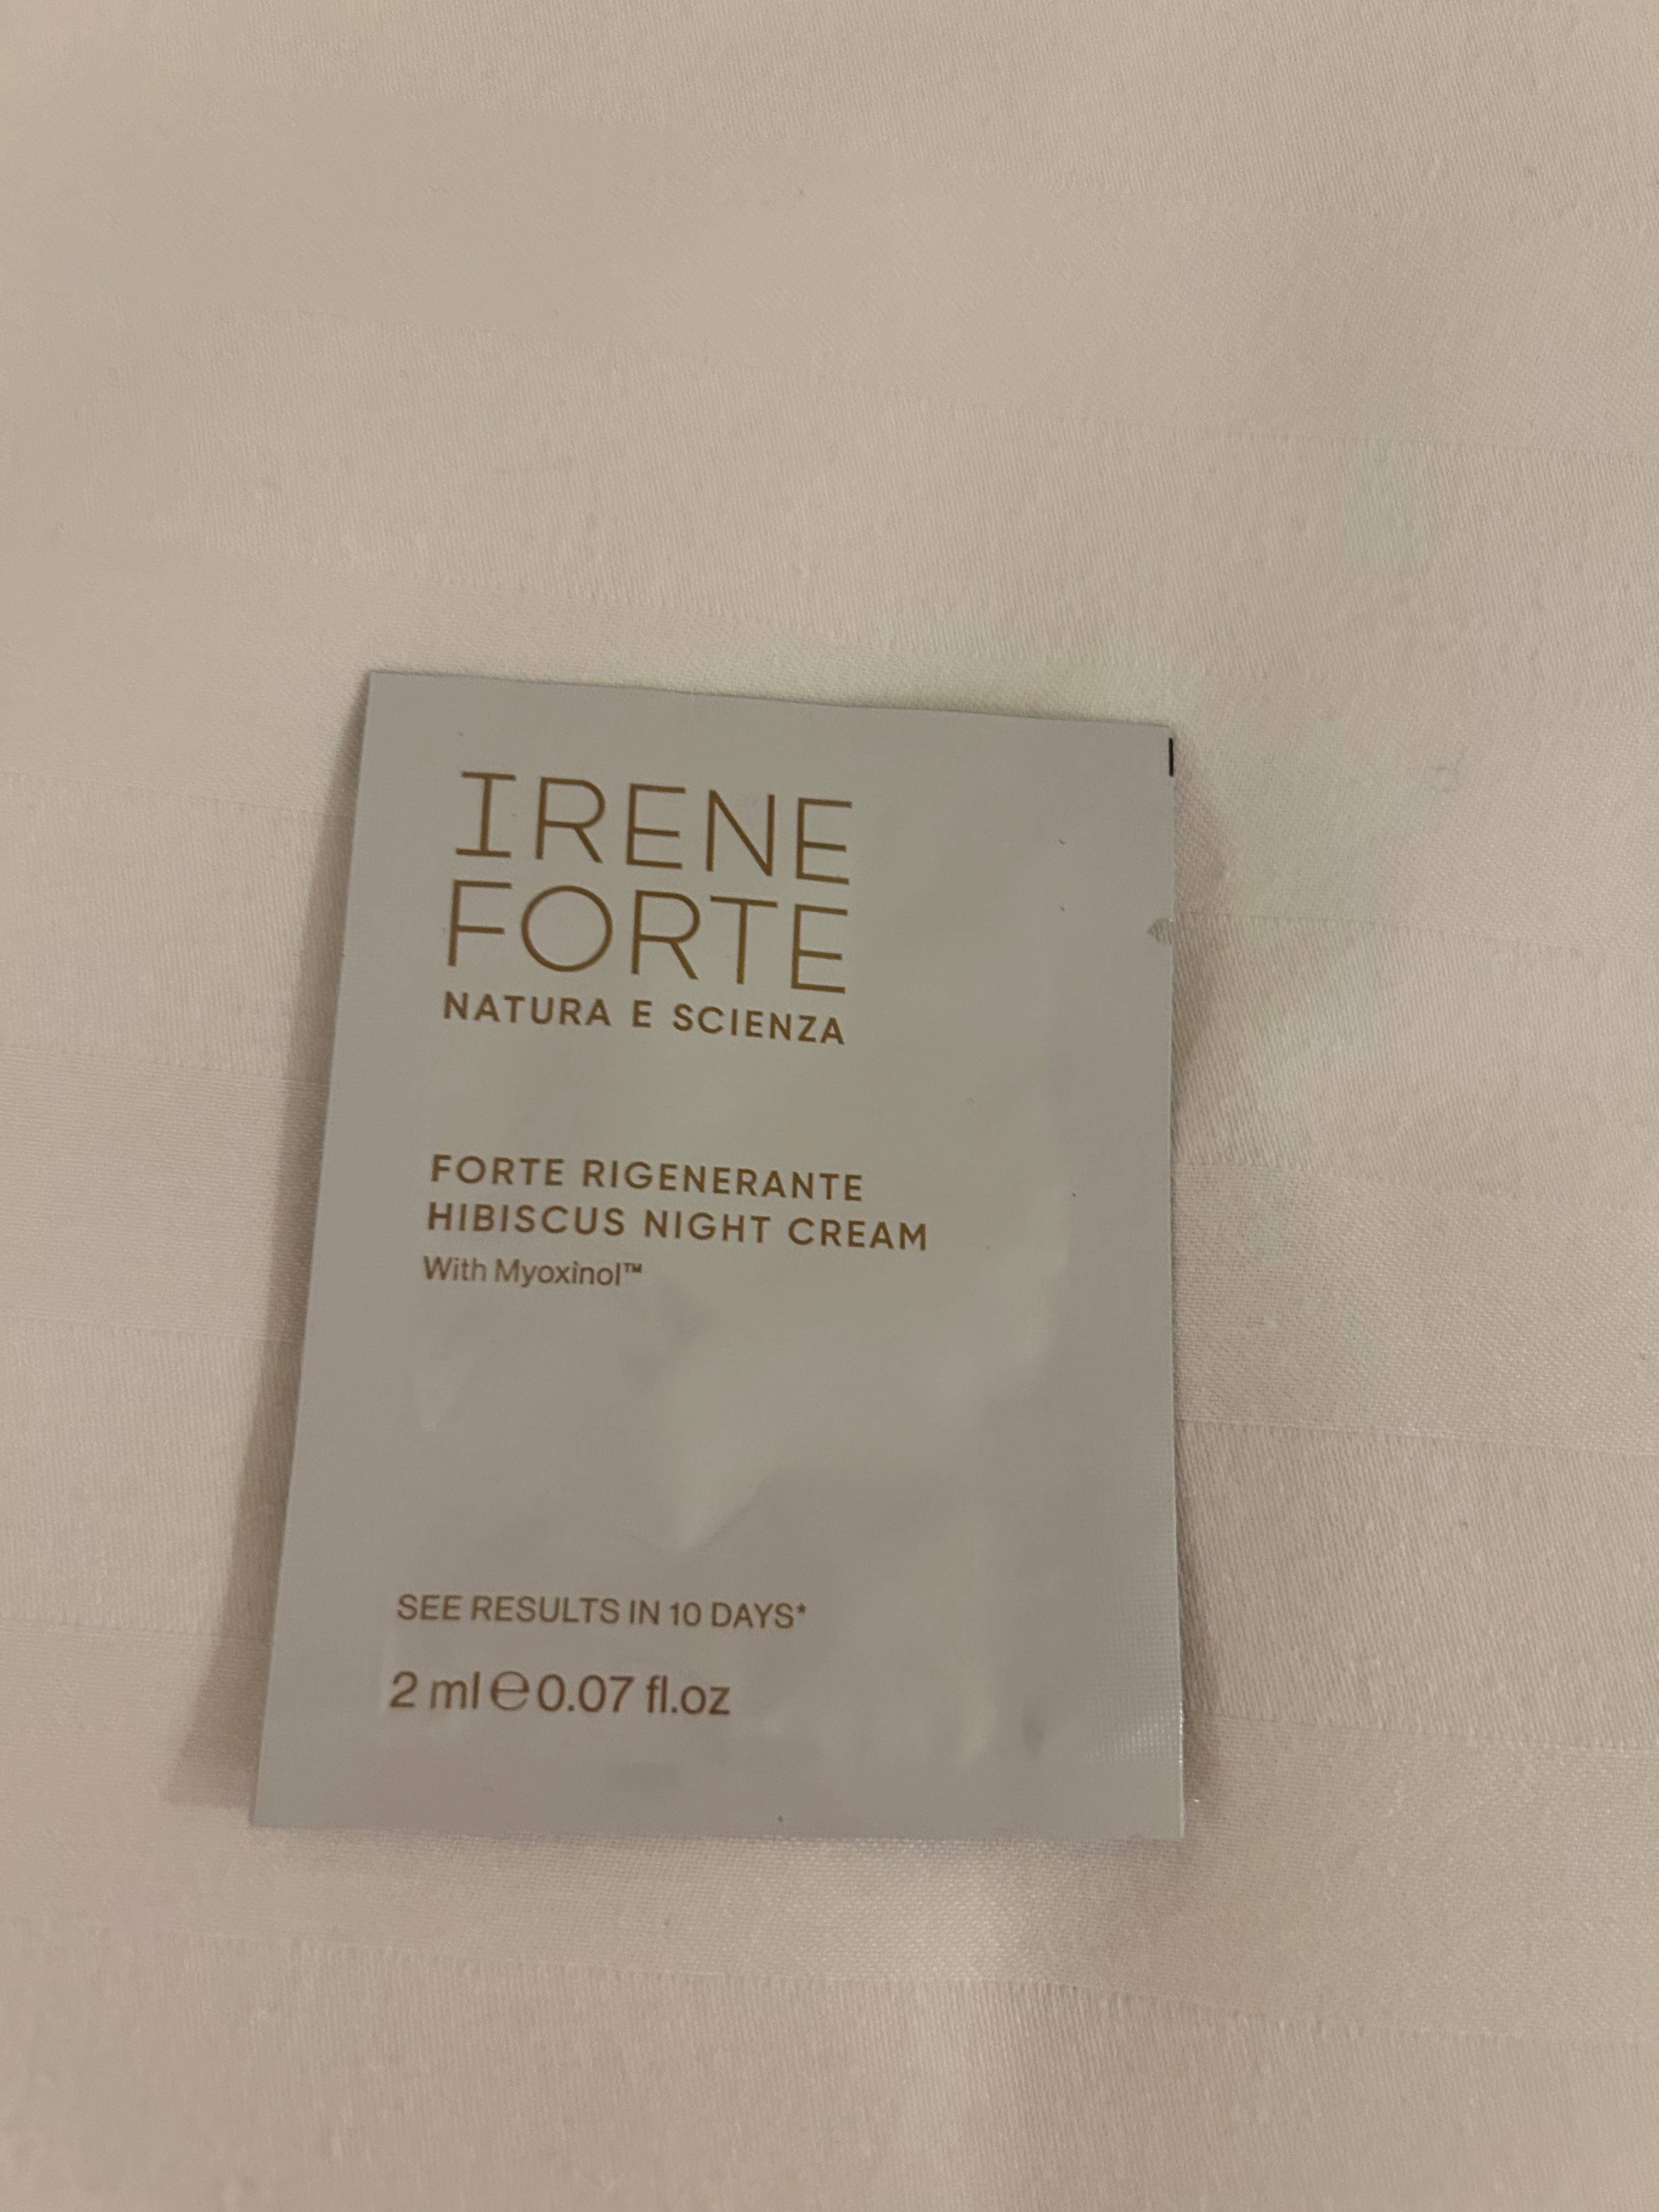 IRENE
FORTE
NATURA E SCIENZA
FORTE RIGENERANTE
HIBISCUS NIGHT CREAM
With Myoxinol™
SEE RESULTS IN 10 DAYS*
2 ml ℮ 0.07 fl.oz